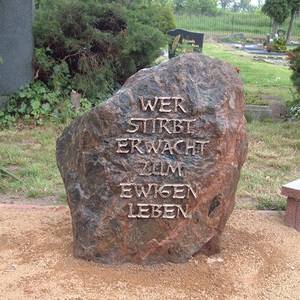 WER
STIRBT
ERWACHT
ZUM
EWIGEN
LEBEN